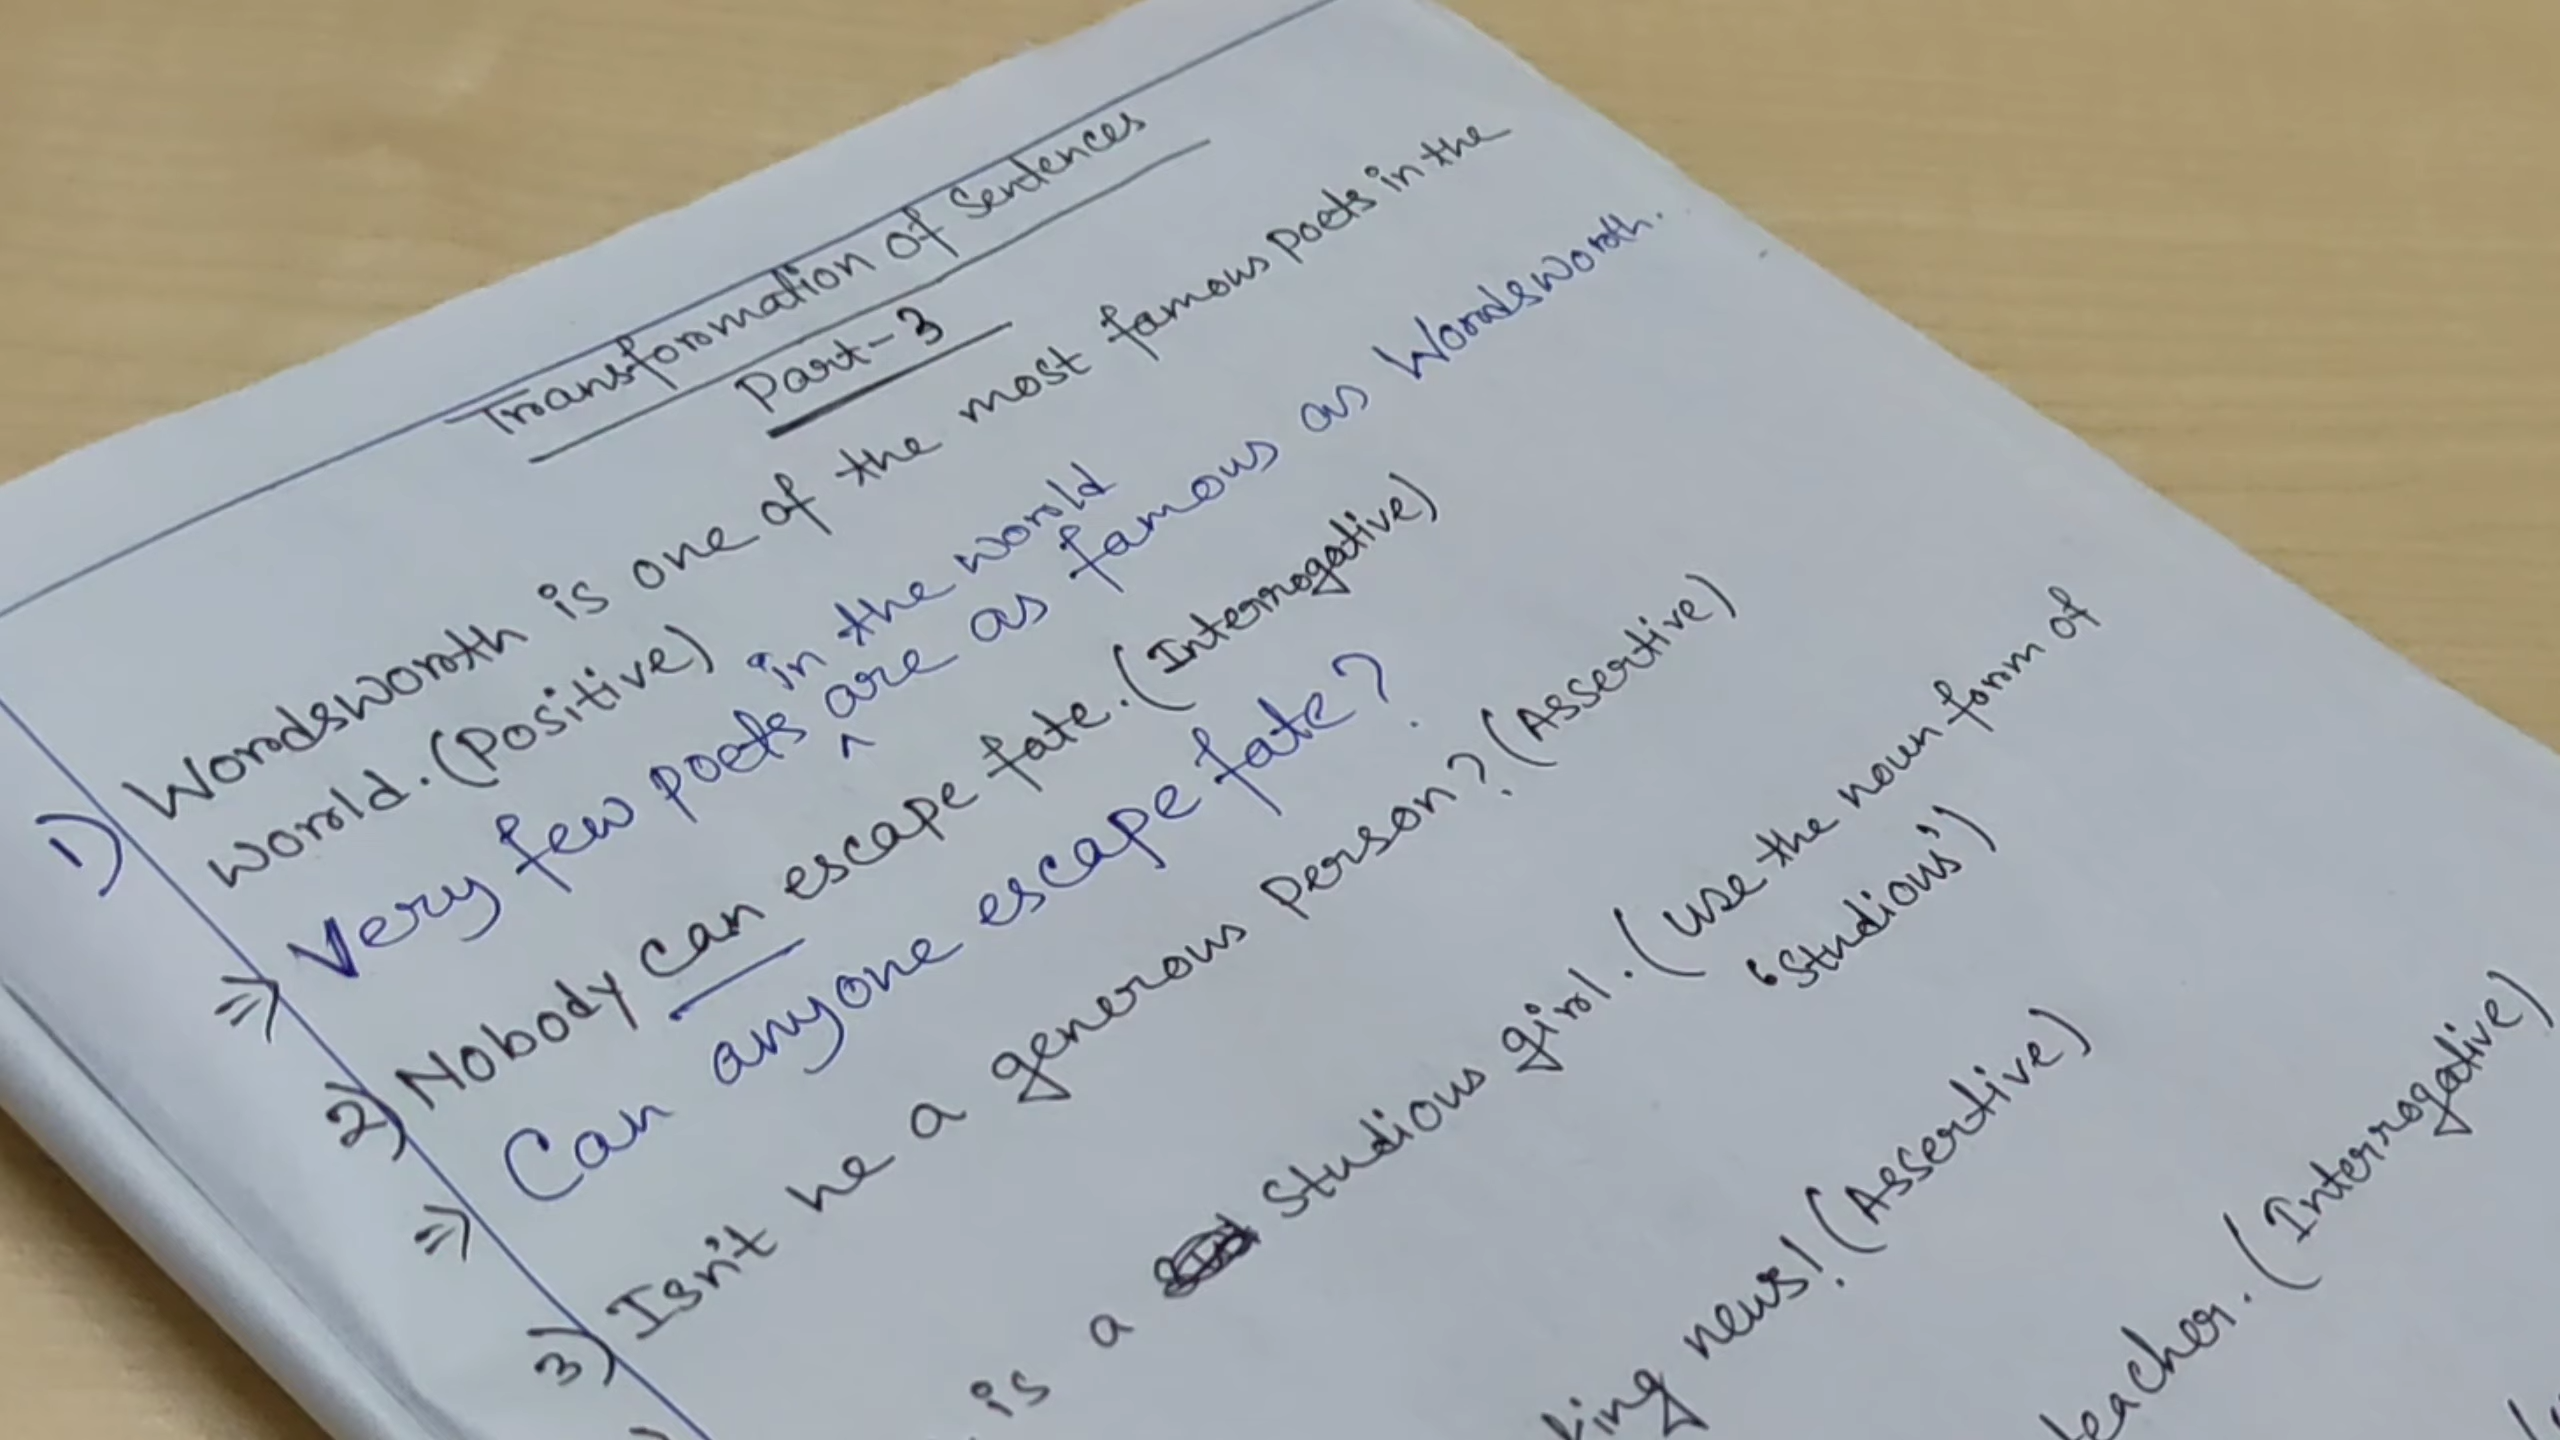 Transformation of Sentences
Part-3
1) Wordsworth is one of the most famous poets in the
world. (Positive)
in the world
=> Very few poets ^ are as famous as Wordsworth.
2) Nobody can escape fate. (Interrogative)
=> Can anyone escape fate?
3) Isn't he a generous person? (Assertive)
is a studious girl. (use the noun form of
'studious')
news! (Assertive)
teacher. (Interrogative)